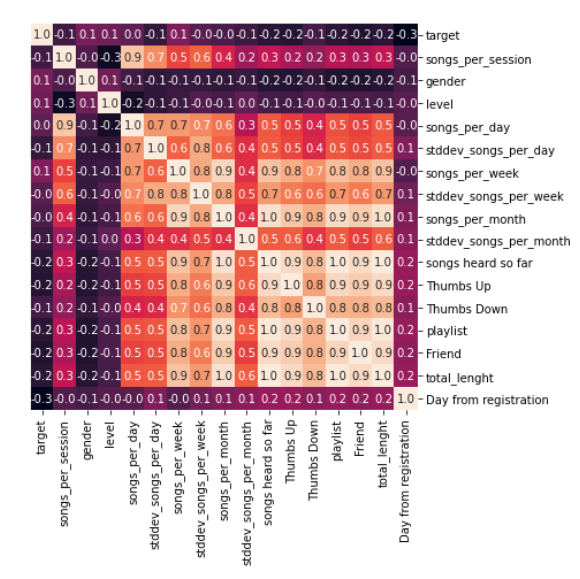 1.0 -0.1 0.1 0.1 0.0 -0.1 0.1 -0.0 -0.0 -0.1 -0.2 -0.2 -0.1 -0.2 -0.2 -0.2 -0.3 target
-0.1 1.0 -0.0 -0.3 0.9 0.7 0.5 0.6 0.4 0.2 0.3 0.2 0.2 0.3 0.3 0.3 -0.0 songs_per_session
0.1 -0.0 1.0 0.1 -0.1 -0.1 -0.1 -0.1 -0.1 -0.1 -0.2 -0.2 -0.1 -0.2 -0.2 -0.2 -0.1 gender
0.1 -0.3 0.1 1.0 -0.2 -0.1 -0.1 -0.0 -0.1 0.0 -0.1 -0.1 -0.0 -0.1 -0.1 -0.1 -0.0 level
0.0 0.9 -0.1 -0.2 1.0 0.7 0.7 0.7 0.6 0.3 0.5 0.5 0.4 0.5 0.5 0.5 -0.0 songs_per_day
-0.1 0.7 -0.1 -0.1 0.7 1.0 0.6 0.8 0.6 0.4 0.5 0.5 0.4 0.5 0.5 0.5 0.1 stddev_songs_per_day
0.1 0.5 -0.1 -0.1 0.7 0.6 1.0 0.8 0.9 0.4 0.9 0.8 0.7 0.8 0.8 0.9 -0.0 songs_per_week
-0.0 0.6 -0.1 -0.0 0.7 0.8 0.8 1.0 0.8 0.5 0.7 0.6 0.6 0.7 0.6 0.7 0.1 stddev_songs_per_week
-0.0 0.4 -0.1 -0.1 0.6 0.6 0.9 0.8 1.0 0.4 1.0 0.9 0.8 0.9 0.9 1.0 0.1 songs_per_month
-0.1 0.2 -0.1 0.0 0.3 0.4 0.4 0.5 0.4 1.0 0.5 0.6 0.4 0.5 0.5 0.6 0.1 stddev_songs_per_month
-0.2 0.3 -0.2 -0.1 0.5 0.5 0.9 0.7 1.0 0.5 1.0 0.9 0.8 1.0 0.9 1.0 0.2 songs heard so far
-0.2 0.2 -0.2 -0.1 0.5 0.5 0.8 0.6 0.9 0.6 0.9 1.0 0.8 0.9 0.9 0.9 0.2 Thumbs Up
-0.1 0.2 -0.1 -0.0 0.4 0.4 0.7 0.6 0.8 0.4 0.8 0.8 1.0 0.8 0.8 0.8 0.1 Thumbs Down
-0.2 0.3 -0.2 -0.1 0.5 0.5 0.8 0.7 0.9 0.5 1.0 0.9 0.8 1.0 0.9 1.0 0.2 playlist
-0.2 0.3 -0.2 -0.1 0.5 0.5 0.8 0.6 0.9 0.5 0.9 0.9 0.8 0.9 1.0 0.9 0.2 Friend
-0.2 0.3 -0.2 -0.1 0.5 0.5 0.9 0.7 1.0 0.6 1.0 0.9 0.8 1.0 0.9 1.0 0.2 total_lenght
-0.3 -0.0 -0.1 -0.0 -0.0 0.1 -0.0 0.1 0.1 0.1 0.2 0.2 0.1 0.2 0.2 0.2 1.0 Day from registration
target
songs_per_session
gender
level
songs_per_day
stddev_songs_per_day
songs_per_week
stddev_songs_per_week
songs_per_month
stddev_songs_per_month
songs heard so far
Thumbs Up
Thumbs Down
playlist
Friend
total_lenght
Day from registration